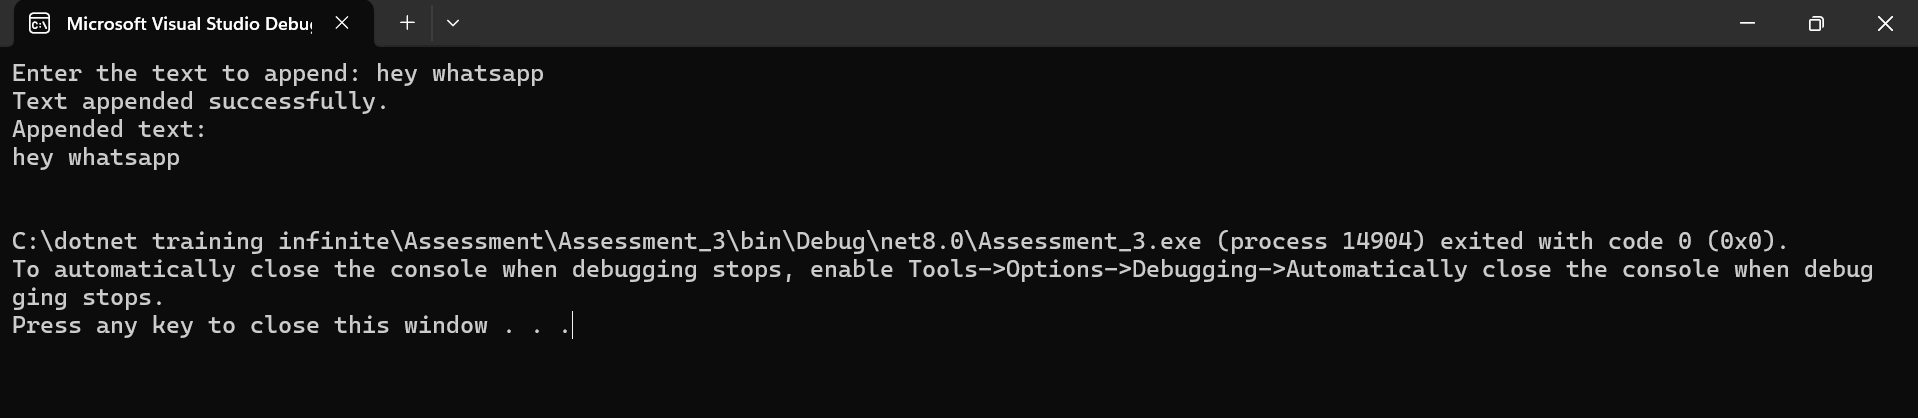 Microsoft Visual Studio Debu
Enter the text to append: hey whatsapp
Text appended successfully.
Appended text:
hey whatsapp
C:\dotnet training infinite\Assessment\Assessment_3\bin\Debug\net8.0\Assessment_3.exe (process 14904) exited with code 0 (0x0).
To automatically close the console when debugging stops, enable Tools->Options->Debugging->Automatically close the console when debug
ging stops.
Press any key to close this window . . .